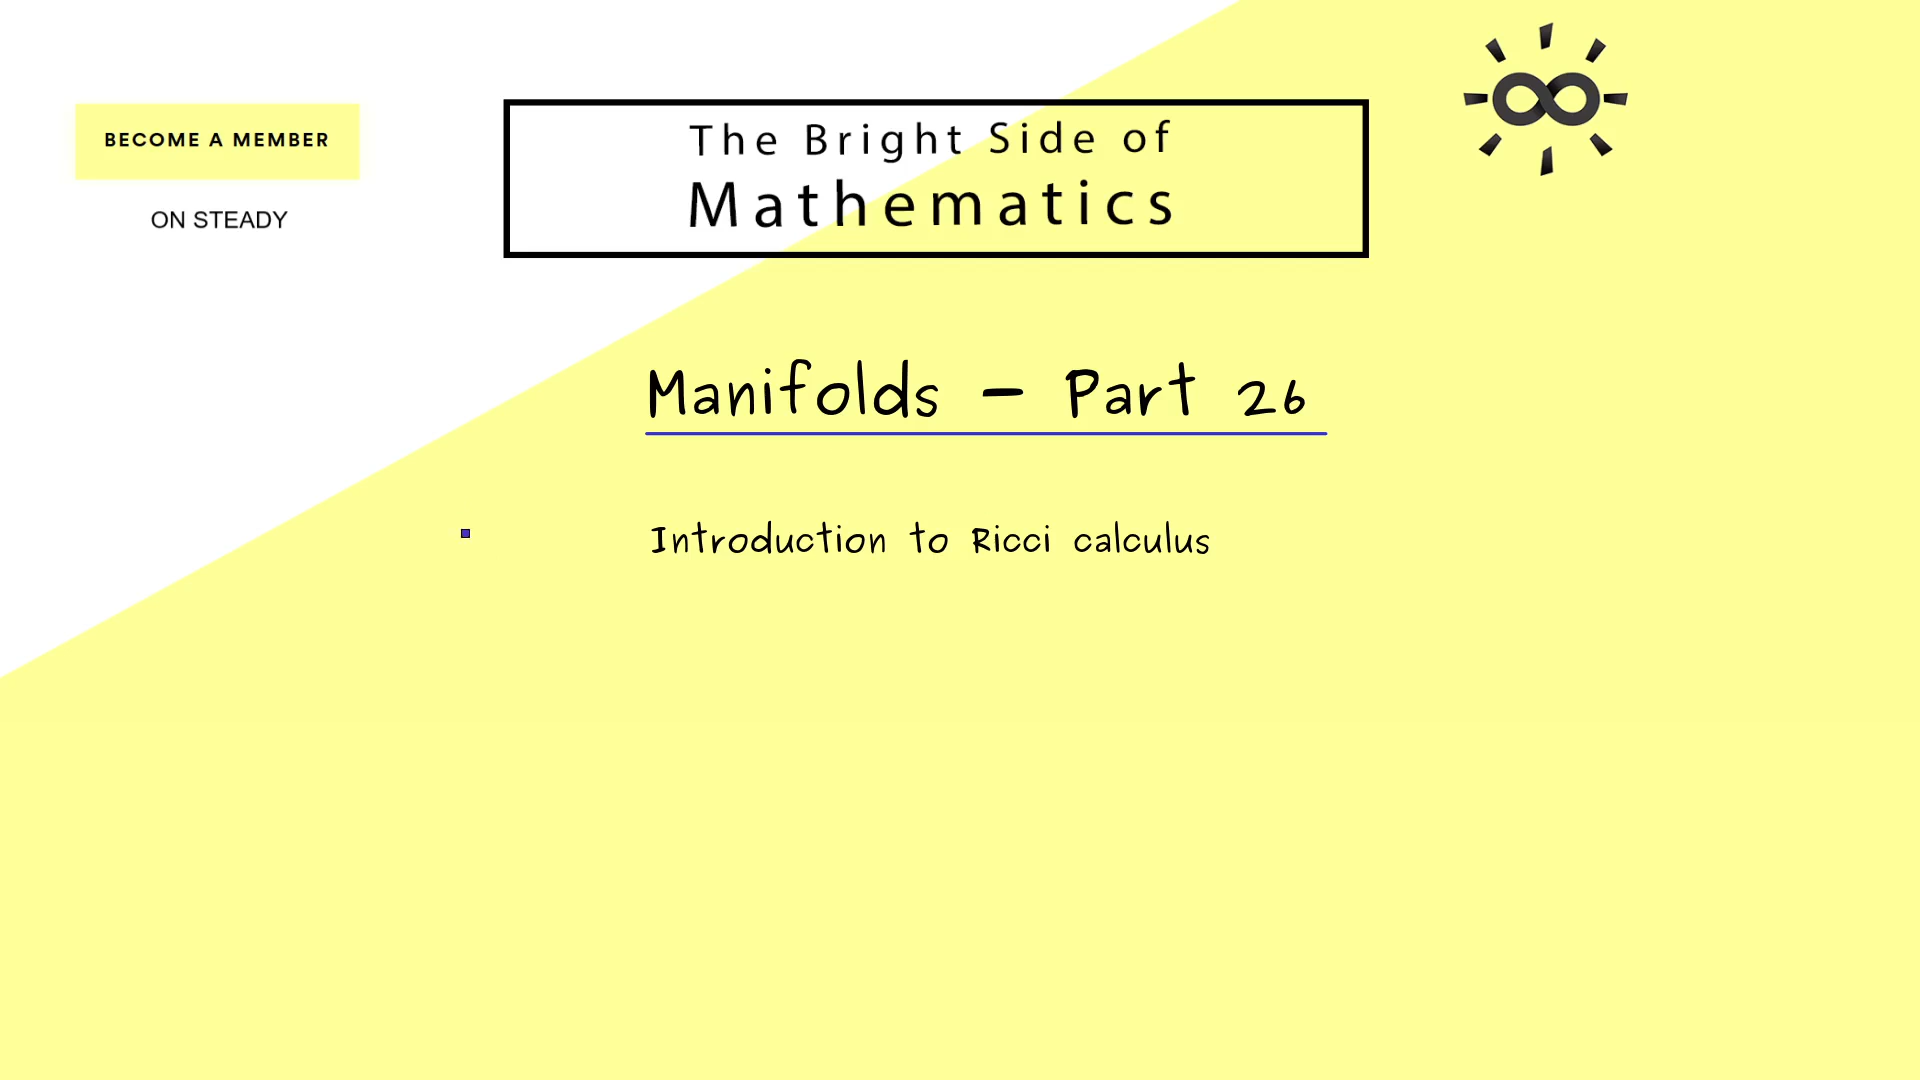 BECOME A MEMBER
ON STEADY
The Bright Side of
Mathematics
Manifolds - Part 26
Introduction to Ricci calculus